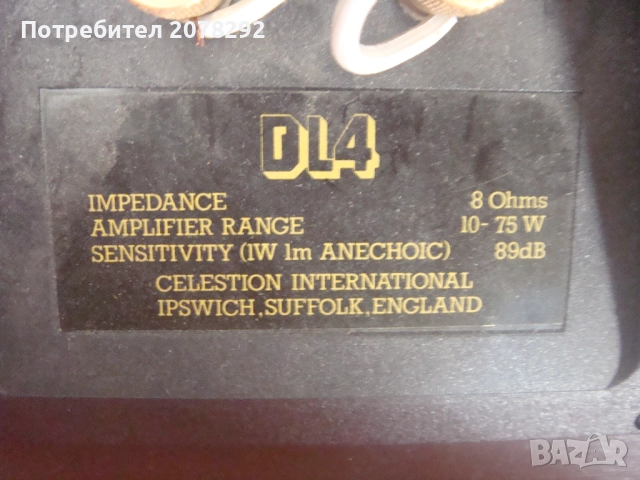 Потребител 2078292
DL4
IMPEDANCE 8 Ohms
AMPLIFIER RANGE 10-75 W
SENSITIVITY (1W 1m ANECHOIC) 89dB
CELESTION INTERNATIONAL
IPSWICH, SUFFOLK, ENGLAND
BAZAR